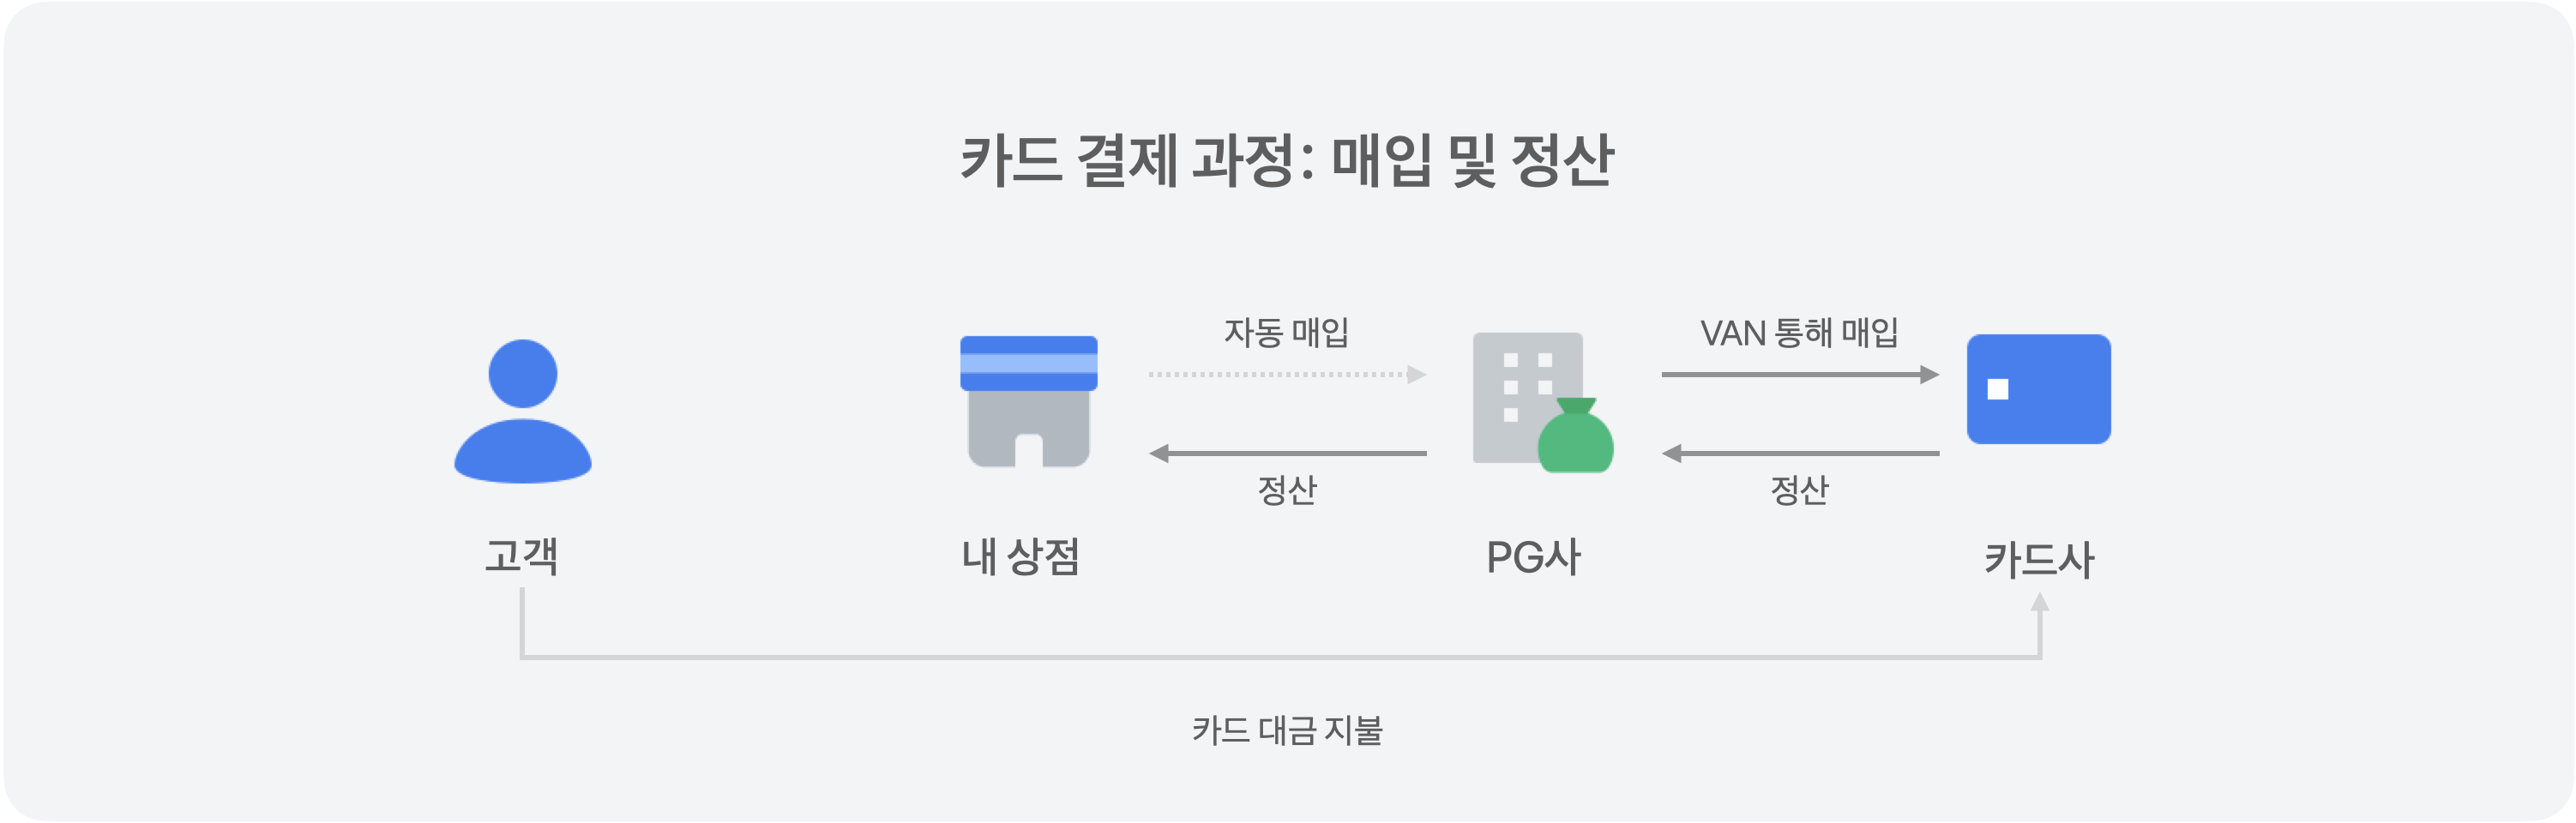 카드 결제 과정: 매입 및 정산
자동 매입
VAN 통해 매입
정산
정산
고객
내 상점
PG사
카드사
카드 대금 지불